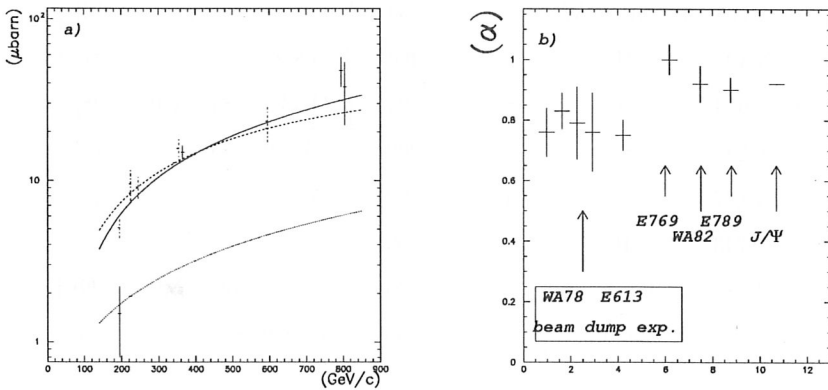 (μbarn)
a)
10²
10
1
0 100 200 300 400 500 600 700 800 900
(GeV/c)
(α)
b)
1
0.8
0.6
0.4
0.2
0
0 2 4 6 8 10 12
E769 E789
WA82 J/Ψ
WA78 E613
beam dump exp.